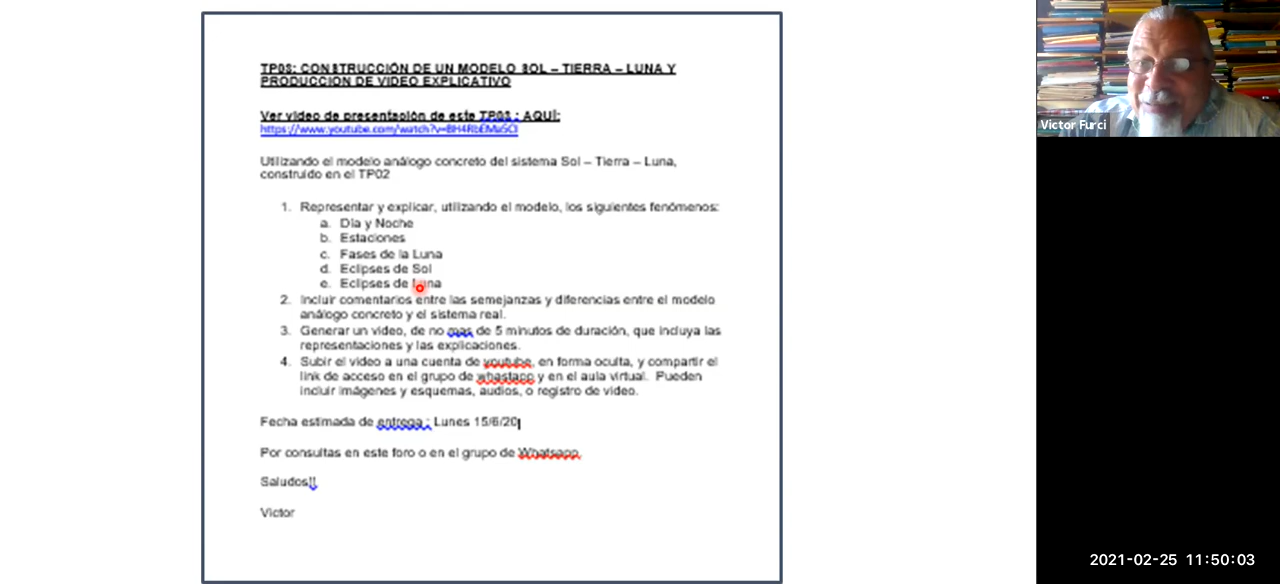 TP03: CONSTRUCCIÓN DE UN MODELO SOL – TIERRA – LUNA Y
PRODUCCION DE VIDEO EXPLICATIVO
Ver video de presentación de este TP03 : AQUÍ:
https://www.youtube.com/watch?v=
Utilizando el modelo análogo concreto del sistema Sol – Tierra – Luna,
construido en el TP02
1. Representar y explicar, utilizando el modelo, los siguientes fenómenos:
a. Día y Noche
b. Estaciones
c. Fases de la Luna
d. Eclipses de Sol
e. Eclipses de Luna
2. Incluir comentarios entre las semejanzas y diferencias entre el modelo
análogo concreto y el sistema real.
3. Generar un video, de no mas de 5 minutos de duración, que incluya las
representaciones y las explicaciones.
4. Subir el video a una cuenta de youtube, en forma oculta, y compartir el
link de acceso en el grupo de whastapp y en el aula virtual. Pueden
incluir imágenes y esquemas, audios, o registro de video.
Fecha estimada de entrega : Lunes 15/6/20
Por consultas en este foro o en el grupo de Whatsapp.
Saludos!!
Victor
Victor Furci
2021-02-25 11:50:03